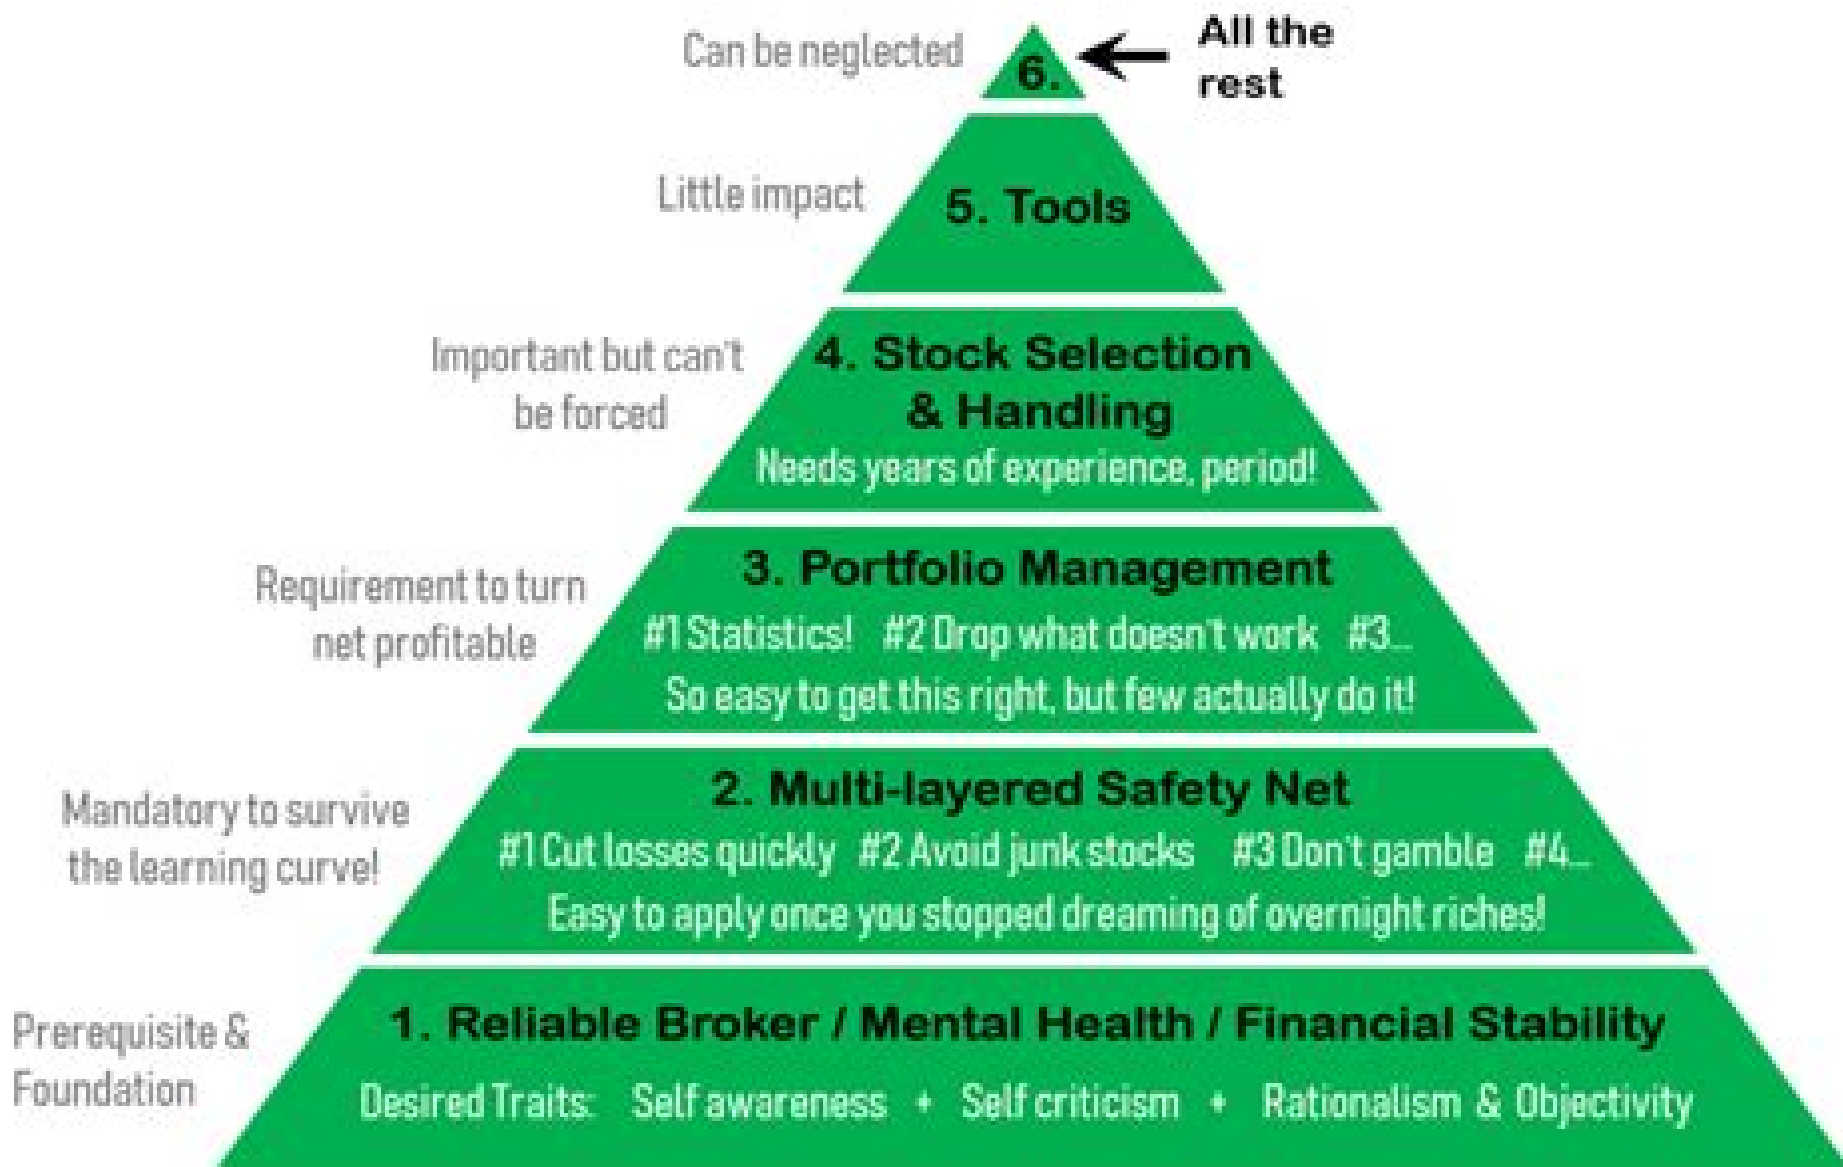 Can be neglected
6.
All the
rest
Little impact
5. Tools
Important but can't
be forced
4. Stock Selection
& Handling
Needs years of experience, period!
Requirement to turn
net profitable
3. Portfolio Management
#1 Statistics! #2 Drop what doesn't work #3...
So easy to get this right, but few actually do it!
Mandatory to survive
the learning curve!
2. Multi-layered Safety Net
#1 Cut losses quickly #2 Avoid junk stocks #3 Don't gamble #4...
Easy to apply once you stopped dreaming of overnight riches!
Prerequisite &
Foundation
1. Reliable Broker / Mental Health / Financial Stability
Desired Traits: Self awareness + Self criticism + Rationalism & Objectivity